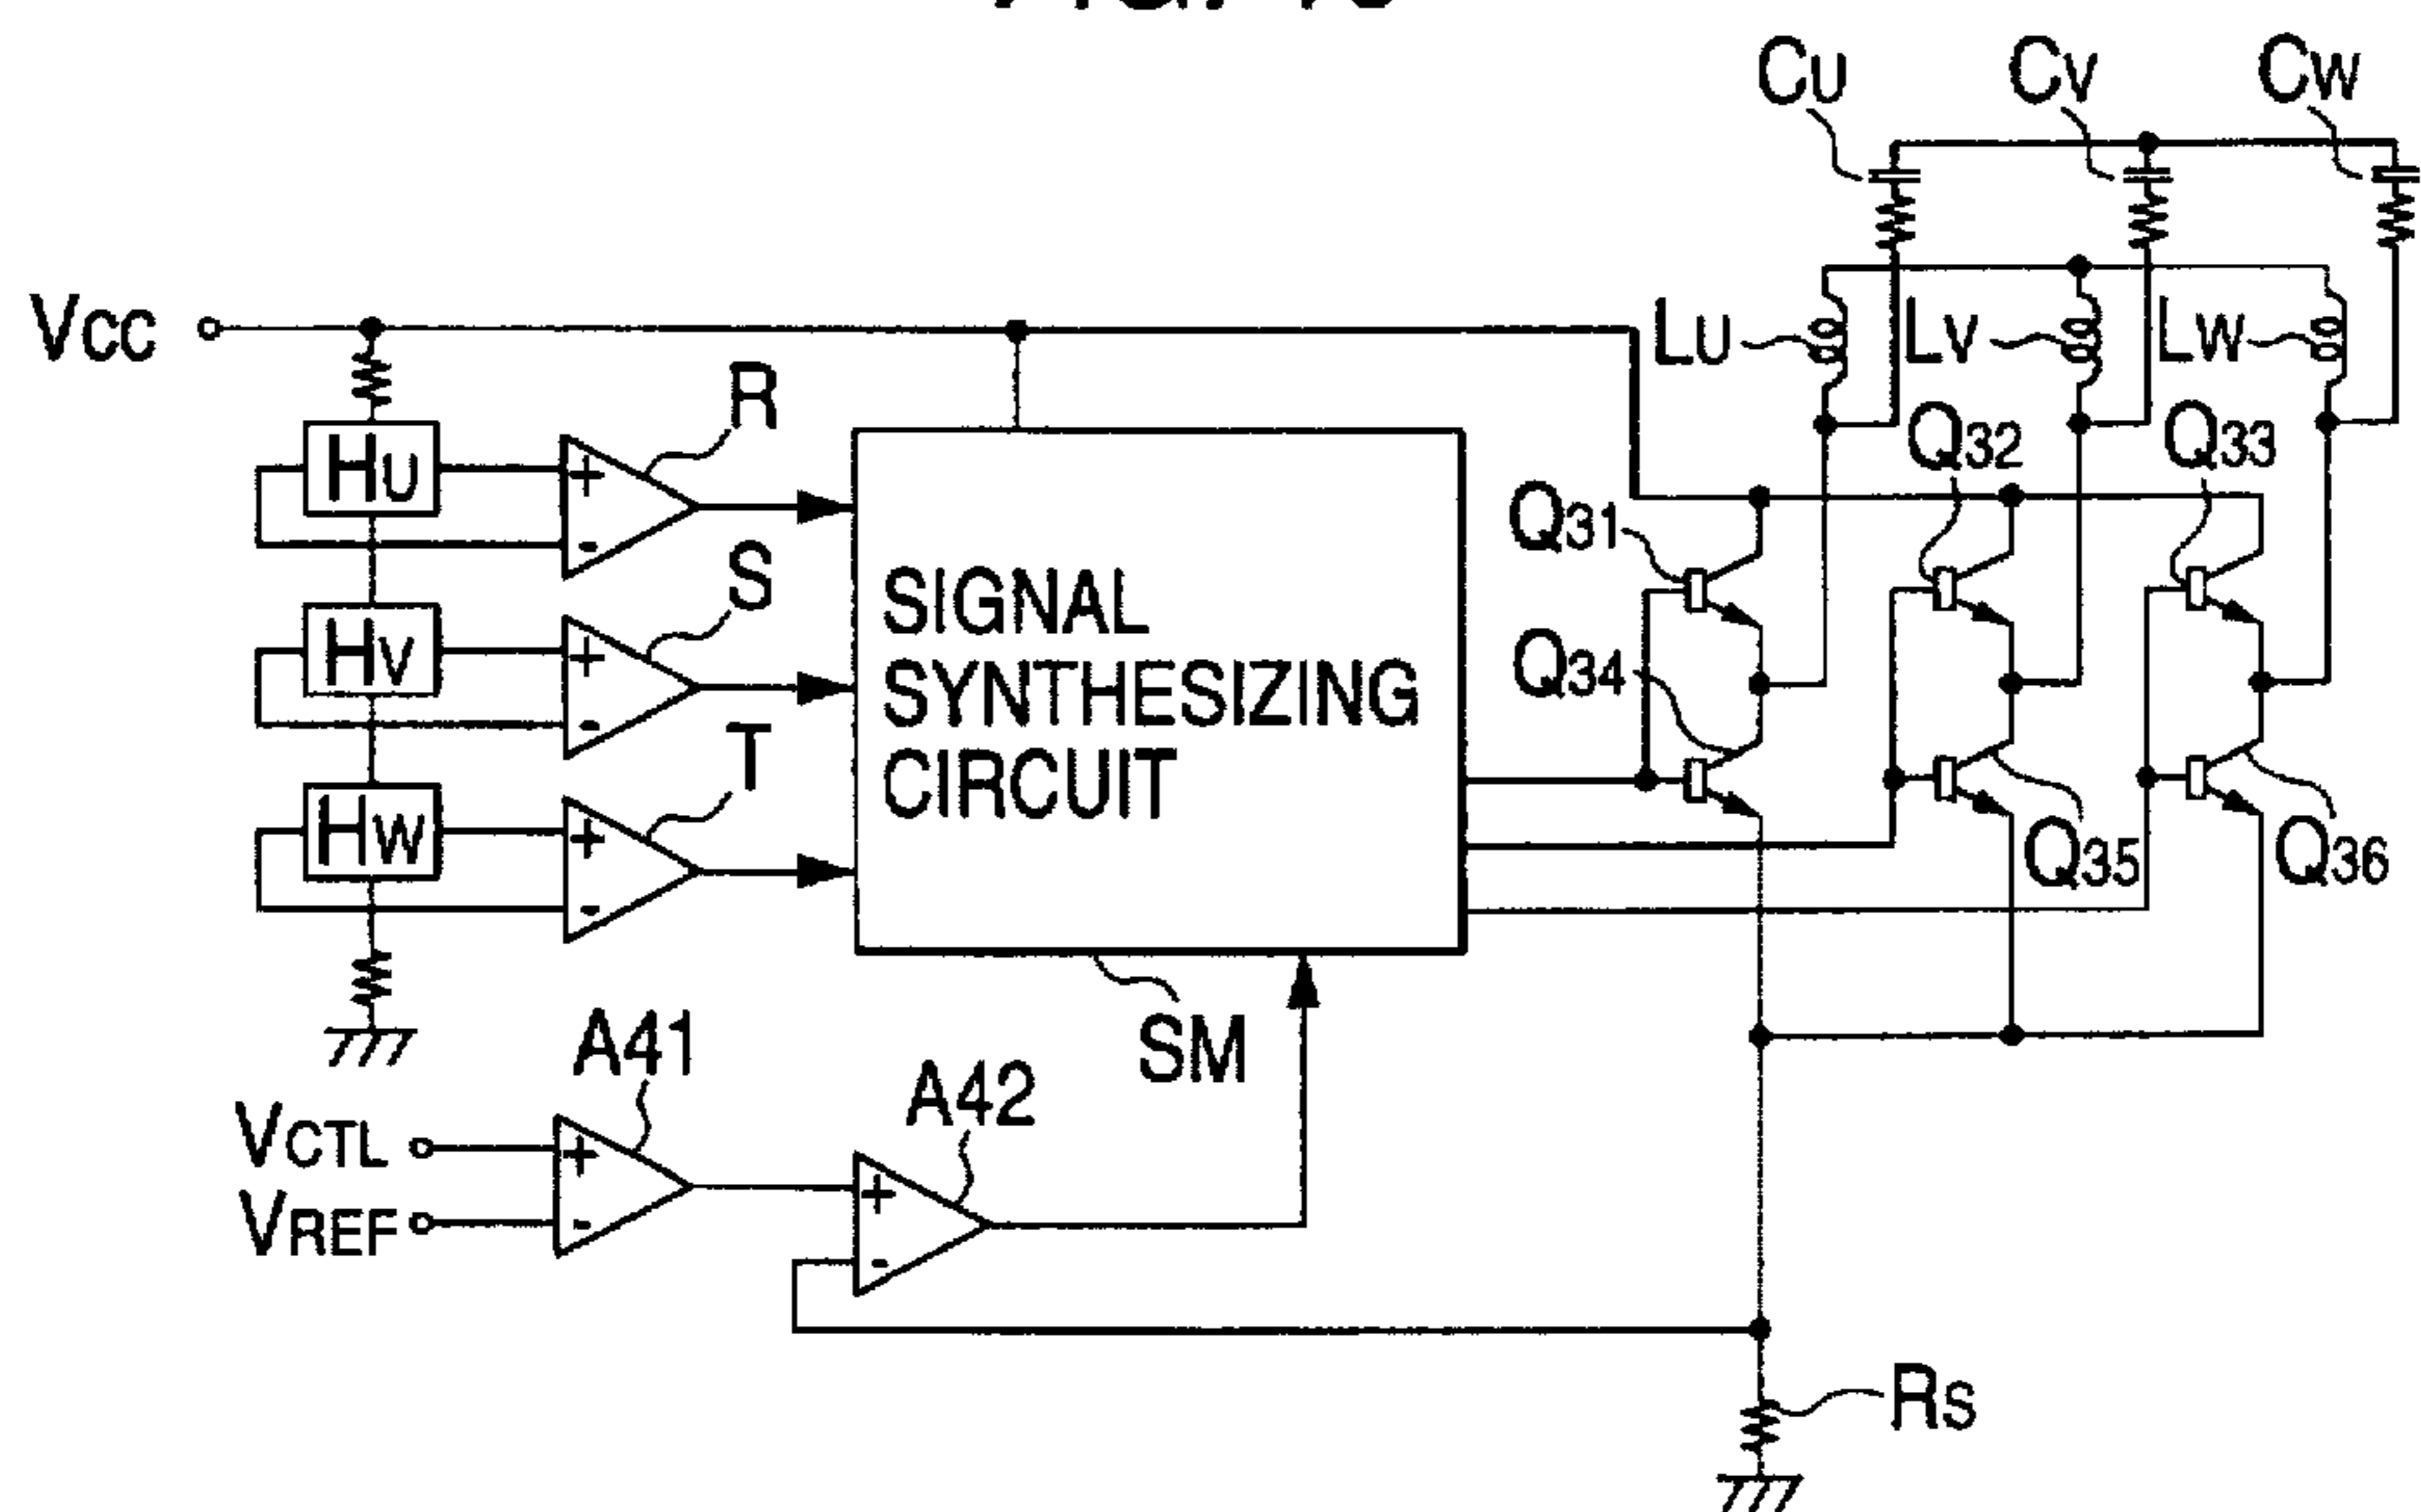 CU
CV
CW
VCC
LU
LV
LW
R
HU
+
-
Q32
Q33
Q31
S
HV
+
-
SIGNAL
SYNTHESIZING
CIRCUIT
Q34
T
HW
+
-
Q35
Q36
SM
A41
A42
VCTL
VREF
+
-
+
-
RS